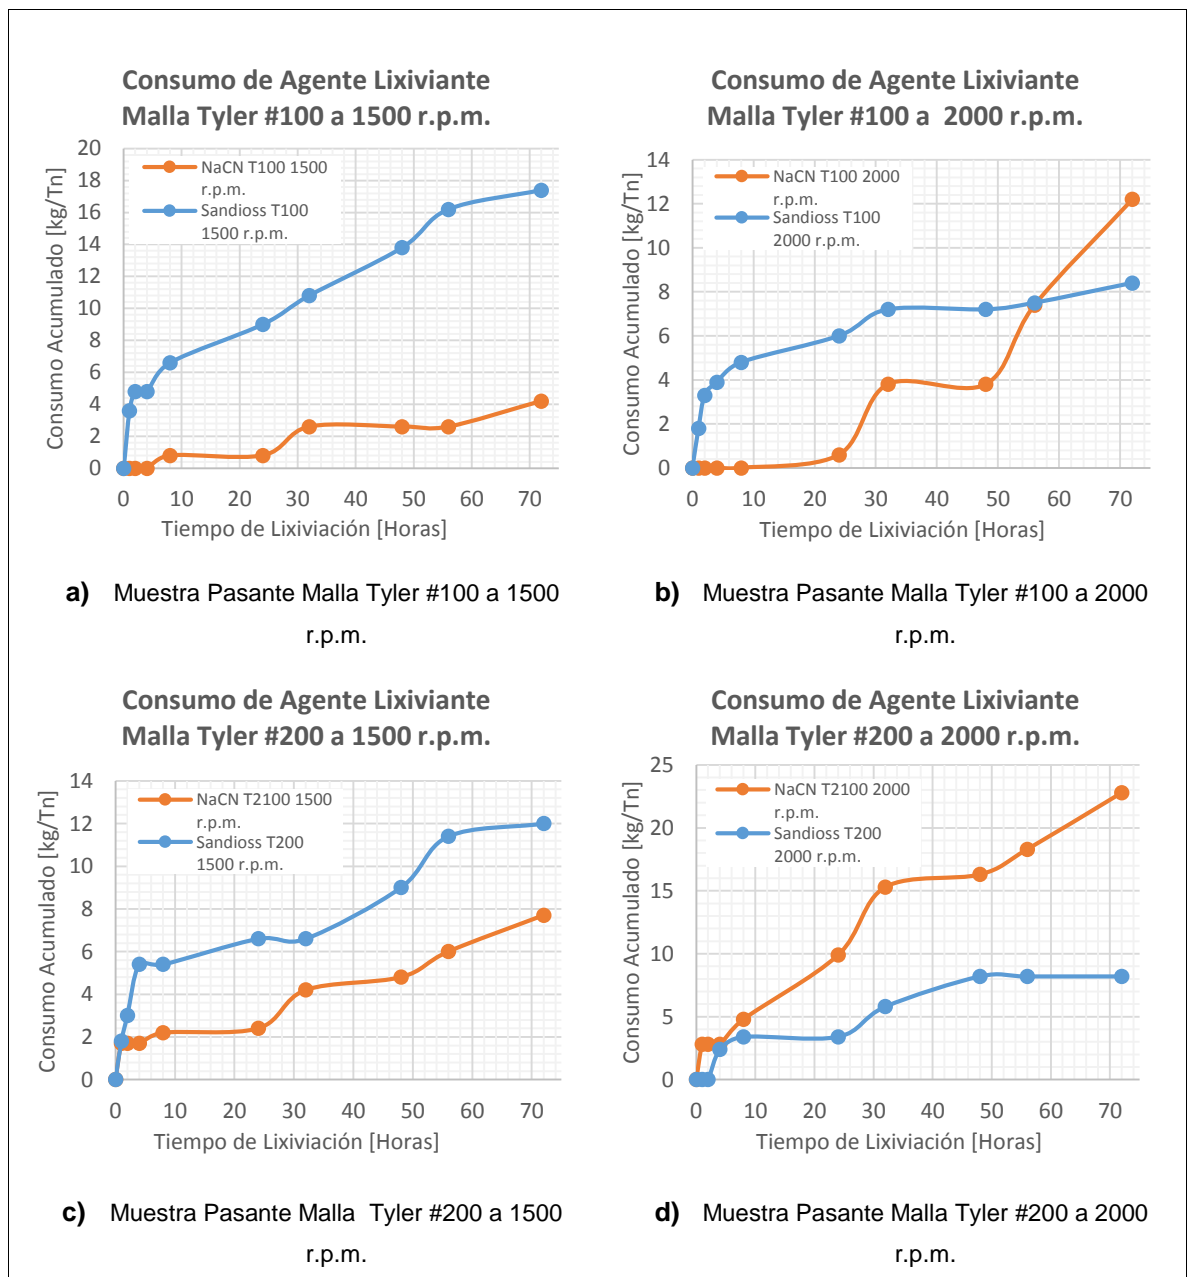 Consumo de Agente Lixiviante
Malla Tyler #100 a 1500 r.p.m.
Consumo Acumulado [kg/Tn]
20
18
16
14
12
10
8
6
4
2
0
NaCN T100 1500
r.p.m.
Sandioss T100
1500 r.p.m.
0 10 20 30 40 50 60 70
Tiempo de Lixiviación [Horas]
a) Muestra Pasante Malla Tyler #100 a 1500
r.p.m.
Consumo de Agente Lixiviante
Malla Tyler #100 a 2000 r.p.m.
Consumo Acumulado [kg/Tn]
14
12
10
8
6
4
2
0
NaCN T100 2000
r.p.m.
Sandioss T100
2000 r.p.m.
0 10 20 30 40 50 60 70
Tiempo de Lixiviación [Horas]
b) Muestra Pasante Malla Tyler #100 a 2000
r.p.m.
Consumo de Agente Lixiviante
Malla Tyler #200 a 1500 r.p.m.
Consumo Acumulado [kg/Tn]
14
12
10
8
6
4
2
0
NaCN T2100 1500
r.p.m.
Sandioss T200
1500 r.p.m.
0 10 20 30 40 50 60 70
Tiempo de Lixiviación [Horas]
c) Muestra Pasante Malla Tyler #200 a 1500
r.p.m.
Consumo de Agente Lixiviante
Malla Tyler #200 a 2000 r.p.m.
Consumo Acumulado [kg/Tn]
25
20
15
10
5
0
NaCN T2100 2000
r.p.m.
Sandioss T200
2000 r.p.m.
0 10 20 30 40 50 60 70
Tiempo de Lixiviación [Horas]
d) Muestra Pasante Malla Tyler #200 a 2000
r.p.m.